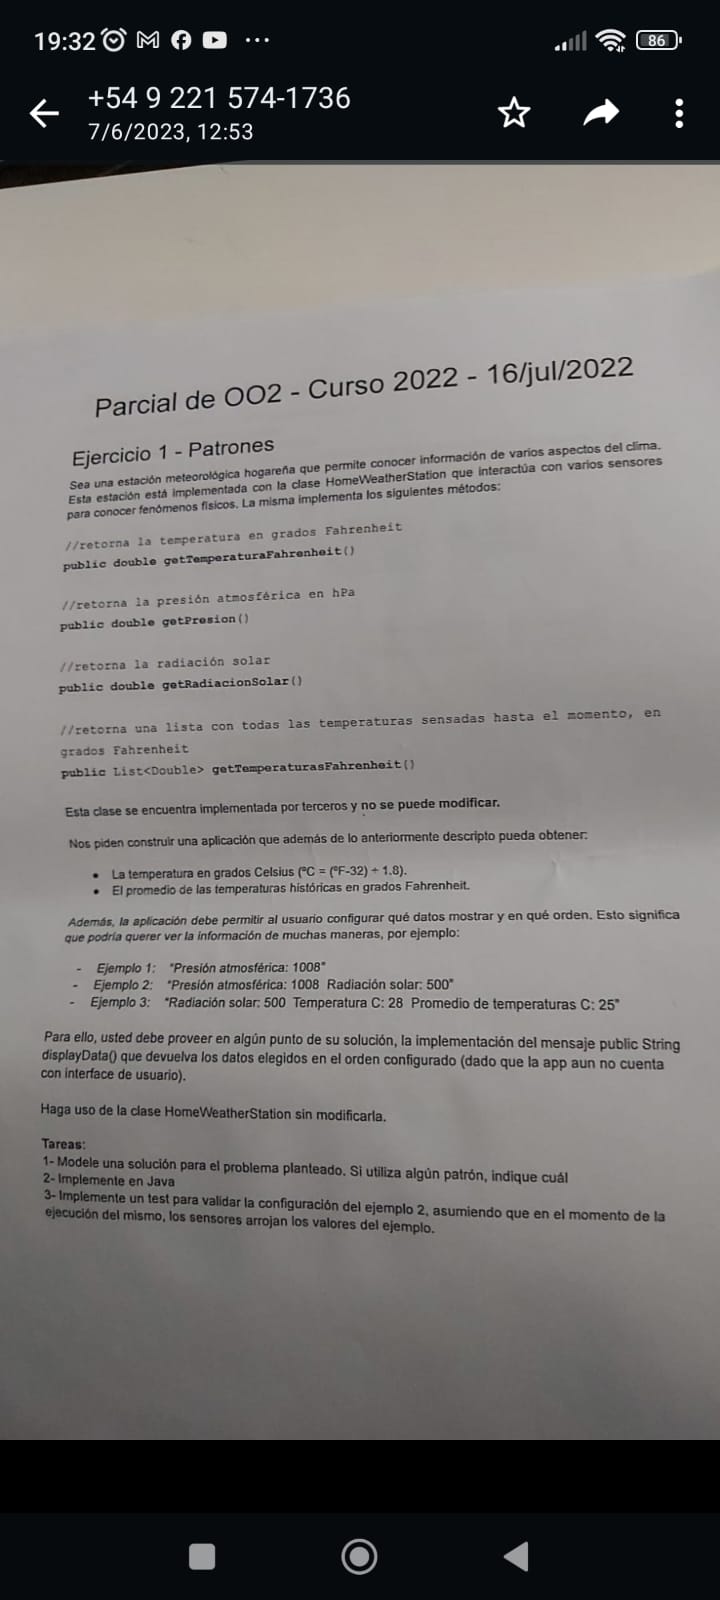 19:32 ... 86
+54 9 221 574-1736
7/6/2023, 12:53
Parcial de OO2 - Curso 2022 - 16/jul/2022
Ejercicio 1 - Patrones
Sea una estación meteorológica hogareña que permite conocer información de varios aspectos del clima.
Esta estación está implementada con la clase HomeWeatherStation que interactúa con varios sensores
para conocer fenómenos físicos. La misma implementa los siguientes métodos:
//retorna la temperatura en grados Fahrenheit
public double getTemperaturaFahrenheit()
//retorna la presión atmosférica en hPa
public double getPresion()
//retorna la radiación solar
public double getRadiacionSolar()
//retorna una lista con todas las temperaturas sensadas hasta el momento, en
grados Fahrenheit
public List<Double> getTemperaturasFahrenheit()
Esta clase se encuentra implementada por terceros y no se puede modificar.
Nos piden construir una aplicación que además de lo anteriormente descripto pueda obtener:
• La temperatura en grados Celsius (ºC = (ºF-32) ÷ 1.8).
• El promedio de las temperaturas históricas en grados Fahrenheit.
Además, la aplicación debe permitir al usuario configurar qué datos mostrar y en qué orden. Esto significa
que podría querer ver la información de muchas maneras, por ejemplo:
- Ejemplo 1: "Presión atmosférica: 1008"
- Ejemplo 2: "Presión atmosférica: 1008 Radiación solar: 500"
- Ejemplo 3: "Radiación solar: 500 Temperatura C: 28 Promedio de temperaturas C: 25"
Para ello, usted debe proveer en algún punto de su solución, la implementación del mensaje public String
displayData() que devuelva los datos elegidos en el orden configurado (dado que la app aun no cuenta
con interface de usuario).
Haga uso de la clase HomeWeatherStation sin modificarla.
Tareas:
1- Modele una solución para el problema planteado. Si utiliza algún patrón, indique cuál
2- Implemente en Java
3- Implemente un test para validar la configuración del ejemplo 2, asumiendo que en el momento de la
ejecución del mismo, los sensores arrojan los valores del ejemplo.